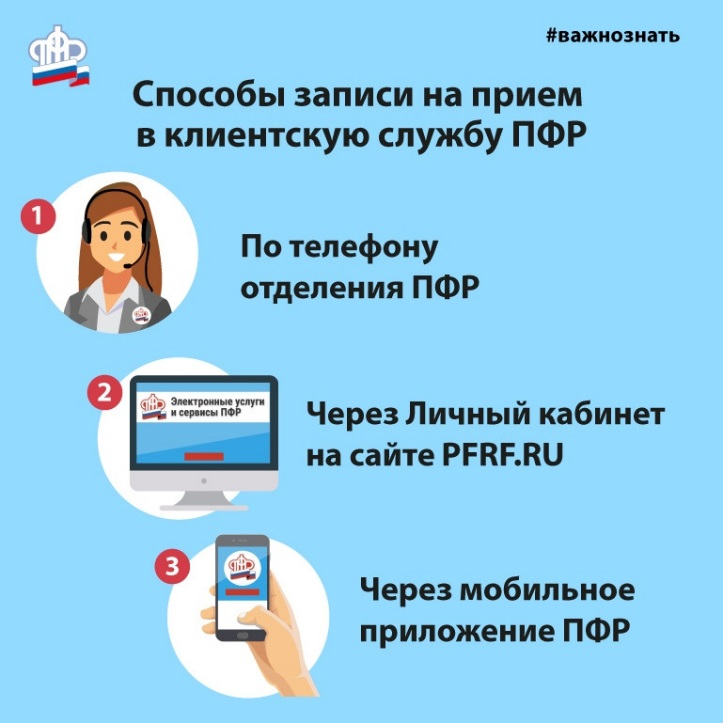 #важнознать
Способы записи на прием
в клиентскую службу ПФР
1
По телефону
отделения ПФР
2
Электронные услуги
и сервисы ПФР
Через Личный кабинет
на сайте PFRF.RU
3
Через мобильное
приложение ПФР